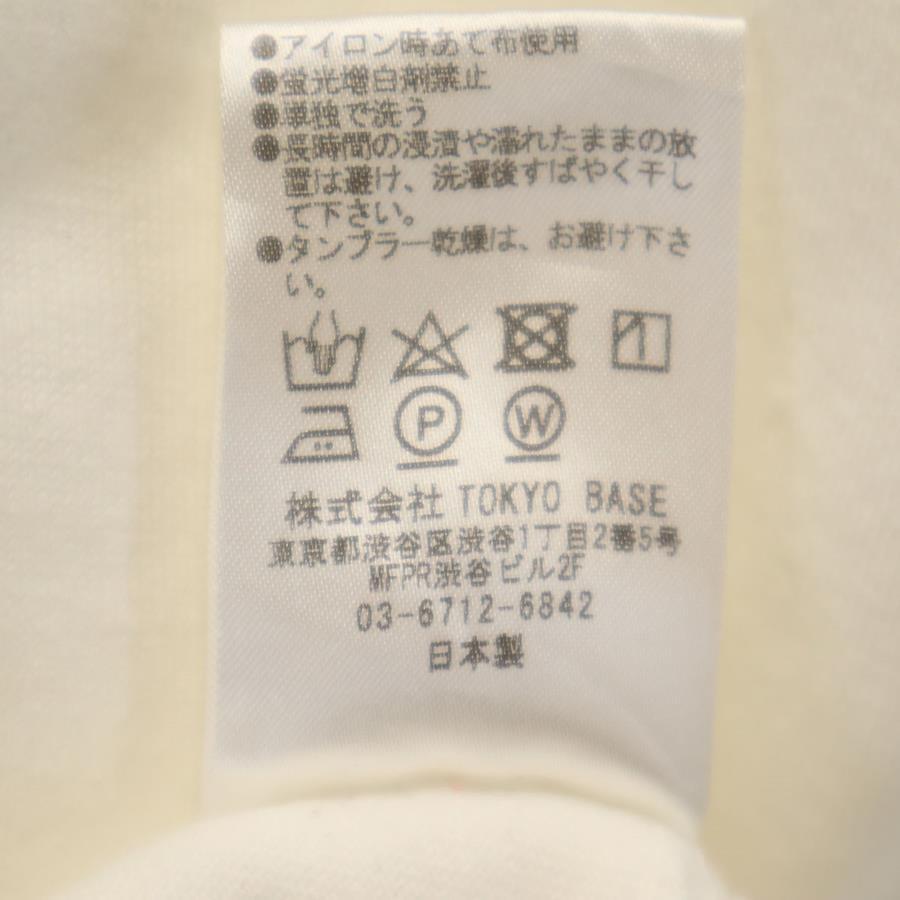 ●アイロン時あて布使用
●蛍光増白剤禁止
●単独で洗う
●長時間の浸漬や濡れたままの放
置は避け、洗濯後すばやく干し
て下さい。
●タンブラー乾燥は、お避け下さ
い。
P W
株式会社 TOKYO BASE
東京都渋谷区渋谷1丁目2番5号
MFPR渋谷ビル2F
03-6712-6842
日本製